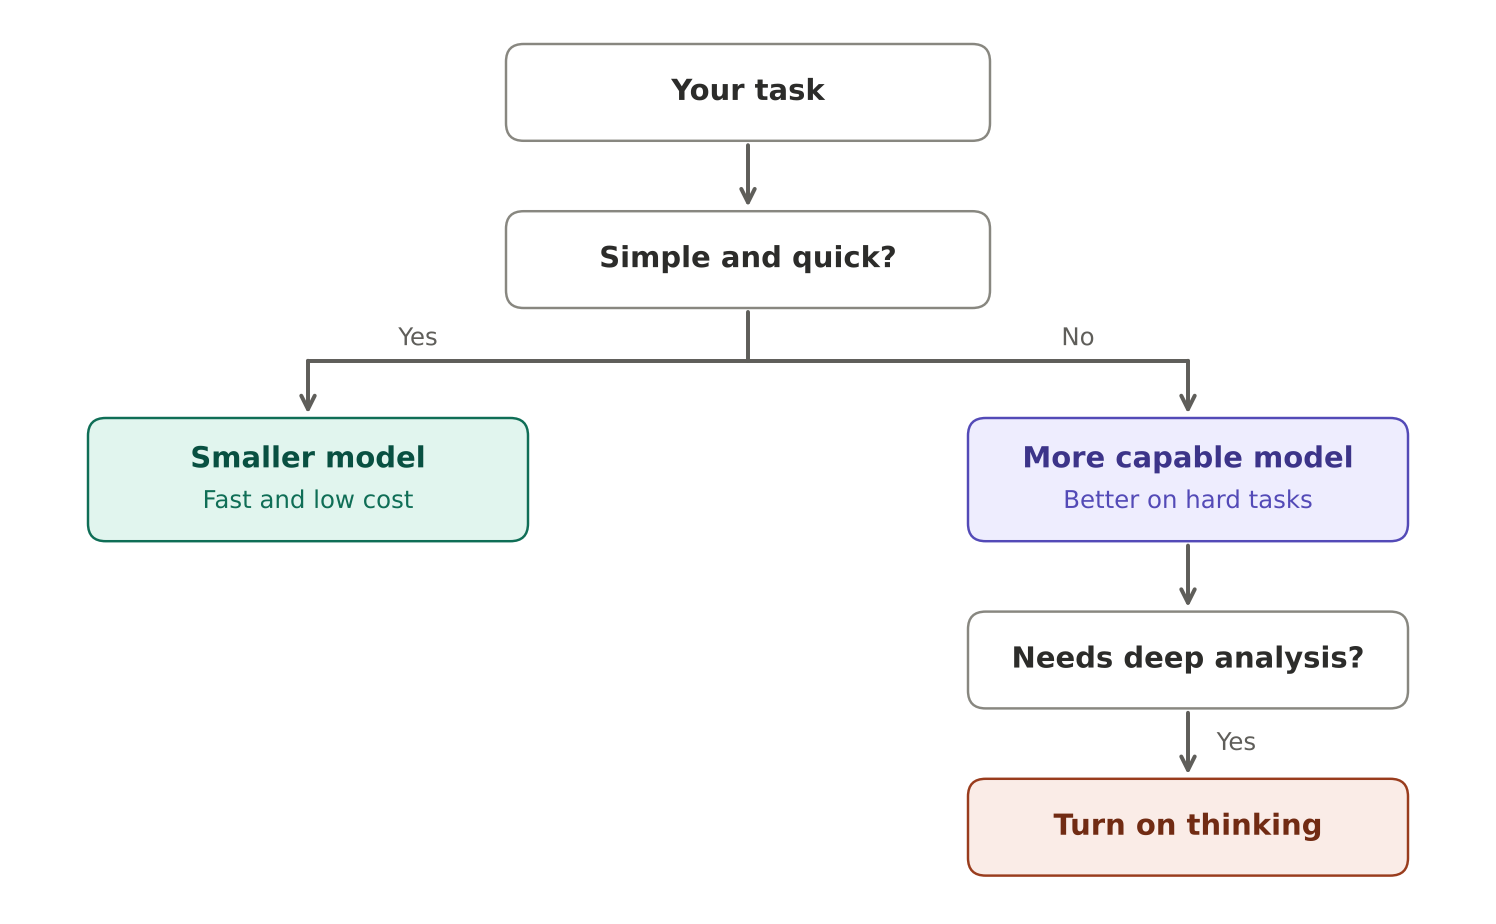 Your task
Simple and quick?
Yes
No
Smaller model
Fast and low cost
More capable model
Better on hard tasks
Needs deep analysis?
Yes
Turn on thinking